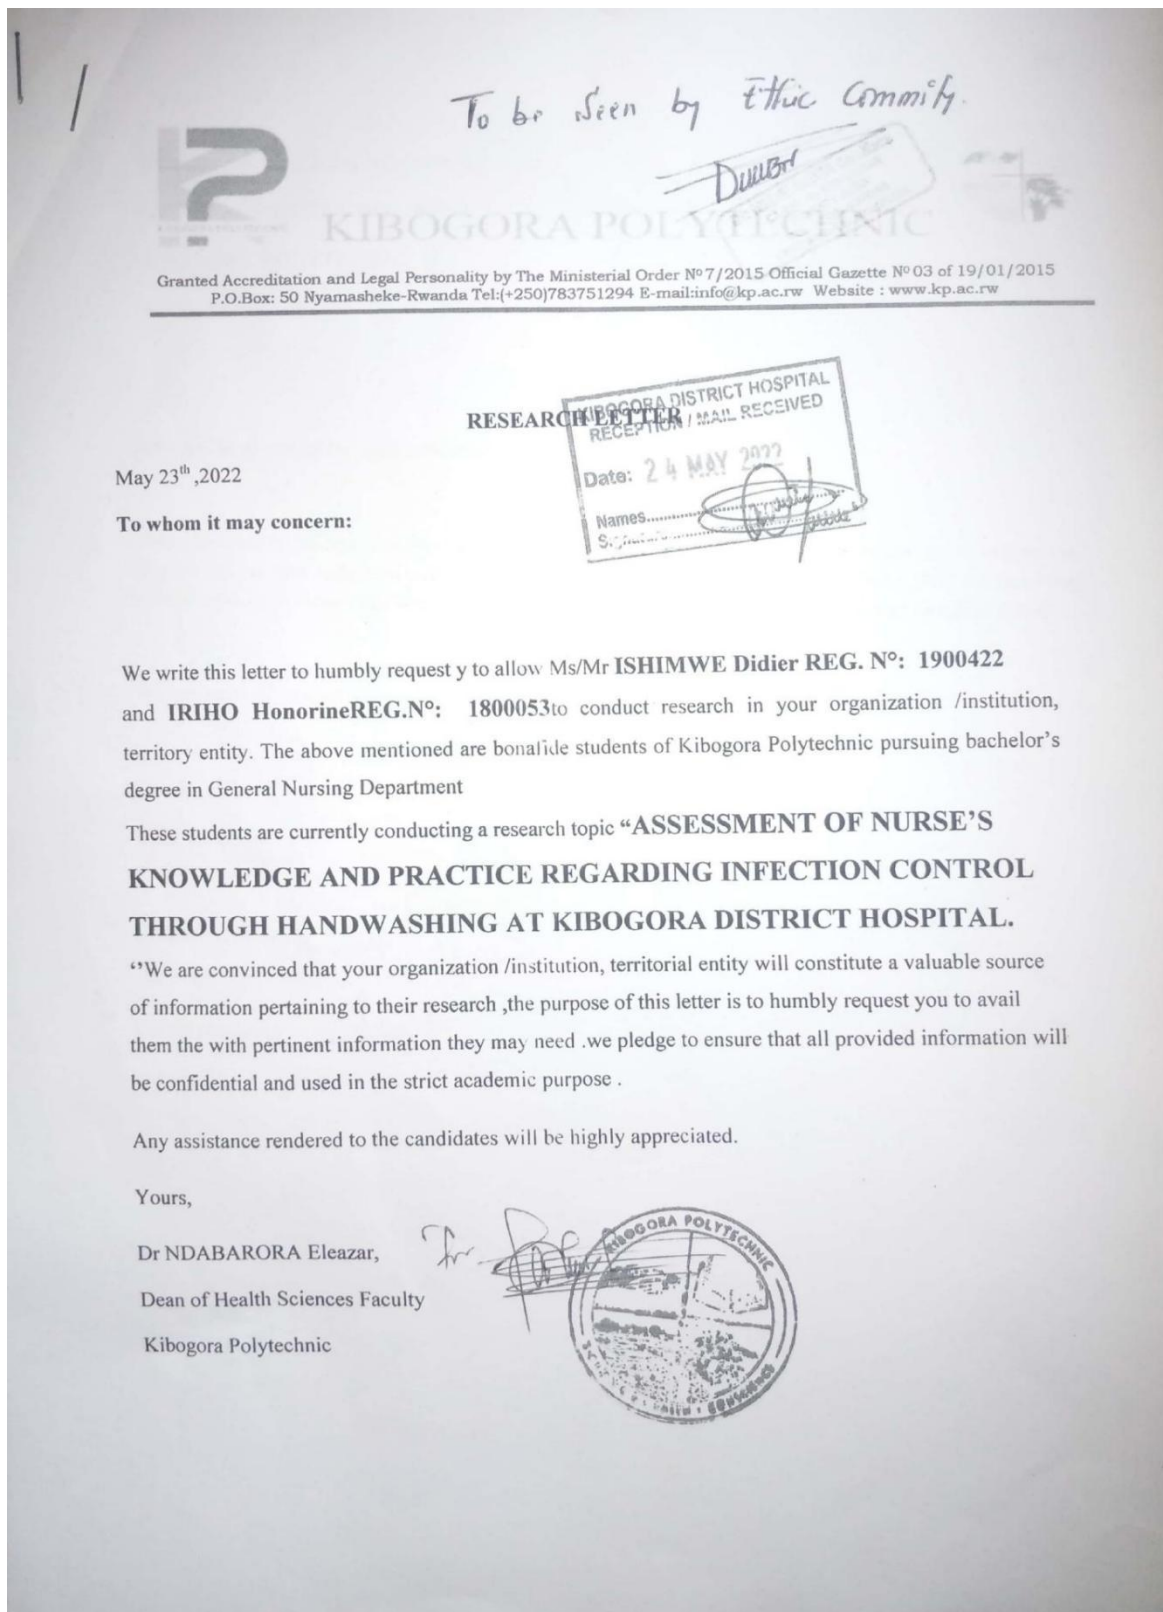 To be seen by Ethic Commity.
KIBOGORA POLYTECHNIC
Granted Accreditation and Legal Personality by The Ministerial Order Nº 7/2015 Official Gazette Nº 03 of 19/01/2015
P.O.Box: 50 Nyamasheke-Rwanda Tel:(+250)783751294 E-mail:info@kp.ac.rw Website : www.kp.ac.rw
KIBOGORA DISTRICT HOSPITAL
RECEPTION / MAIL RECEIVED
Date: 24 MAY 2022
Names
RESEARCH LETTER
May 23th ,2022
To whom it may concern:
We write this letter to humbly request y to allow Ms/Mr ISHIMWE Didier REG. Nº: 1900422
and IRIHO HonorineREG.Nº: 1800053to conduct research in your organization /institution,
territory entity. The above mentioned are bonalide students of Kibogora Polytechnic pursuing bachelor's
degree in General Nursing Department
These students are currently conducting a research topic “ASSESSMENT OF NURSE'S
KNOWLEDGE AND PRACTICE REGARDING INFECTION CONTROL
THROUGH HANDWASHING AT KIBOGORA DISTRICT HOSPITAL.
“We are convinced that your organization /institution, territorial entity will constitute a valuable source
of information pertaining to their research ,the purpose of this letter is to humbly request you to avail
them the with pertinent information they may need .we pledge to ensure that all provided information will
be confidential and used in the strict academic purpose .
Any assistance rendered to the candidates will be highly appreciated.
Yours,
Dr NDABARORA Eleazar,
Dean of Health Sciences Faculty
Kibogora Polytechnic
KIBOGORA POLYTECHNIC